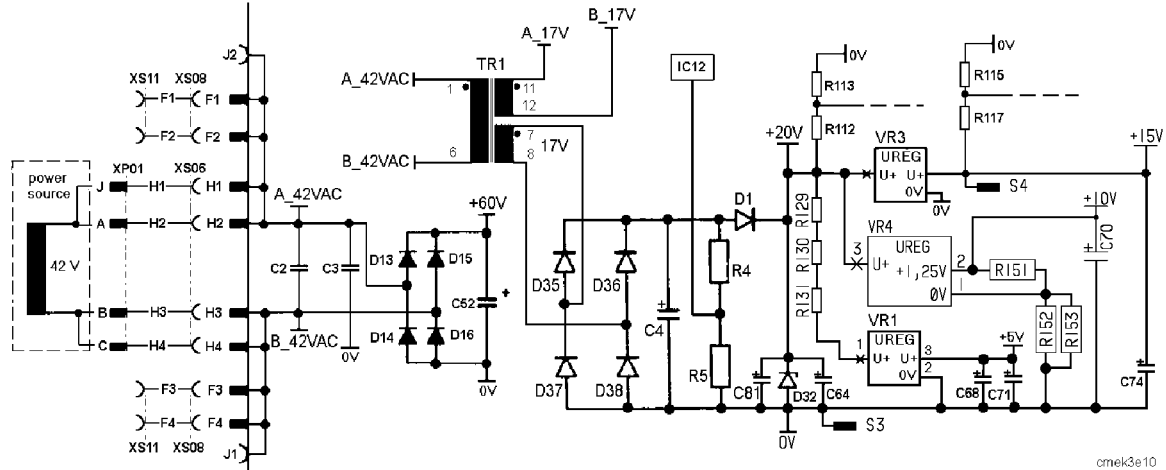 B_17V
A_17V
J2
XS11 XS08
F1 F1
F2 F2
TR1
A_42VAC
1
11
12
B_42VAC
6
7
17V
8
IC12
0V
R113
R112
+20V
0V
R115
R117
VR3
UREG
U+ U+
0V
0V
S4
+15V
power
source
XP01 XS06
J H1 H1
A H2 H2
42 V
B H3 H3
C H4 H4
A_42VAC
C2
C3
B_42VAC
0V
+60V
D13
D15
C52
+
D14
D16
0V
F3 F3
F4 F4
XS11 XS08
J1
D35
D36
D37
D38
+
C4
R4
R5
D1
R129
R130
R131
VR4
UREG
3
U+
+1,25V
2
0V
1
R151
R152
R153
+10V
+
C70
VR1
UREG
1
U+ U+
3
0V
2
+5V
+
C81
D32
+
C64
+
C68
+
C71
+
C74
0V
S3
cmek3e10